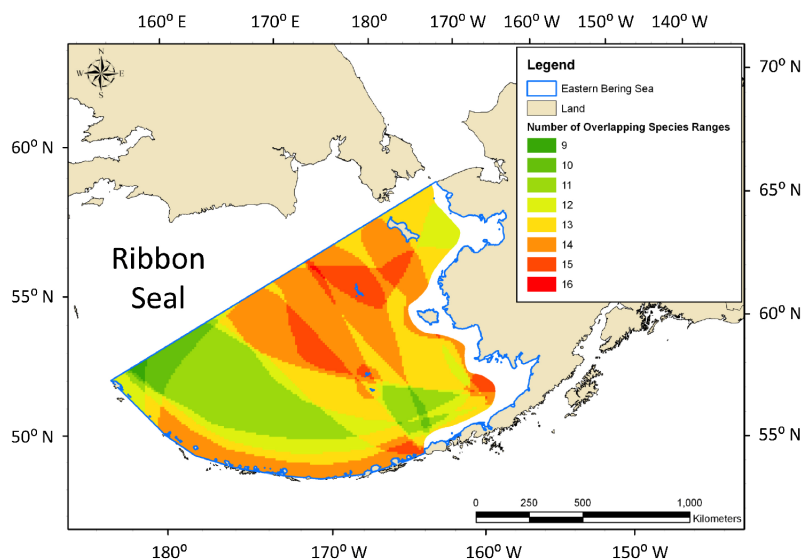 160° E 170° E 180° 170° W 160° W 150° W 140° W
N
W E
S
Legend
Eastern Bering Sea
Land
Number of Overlapping Species Ranges
9
10
11
12
13
14
15
16
70° N
60° N
65° N
Ribbon
Seal
55° N
60° N
50° N
55° N
0 250 500 1,000
Kilometers
180° 170° W 160° W 150° W